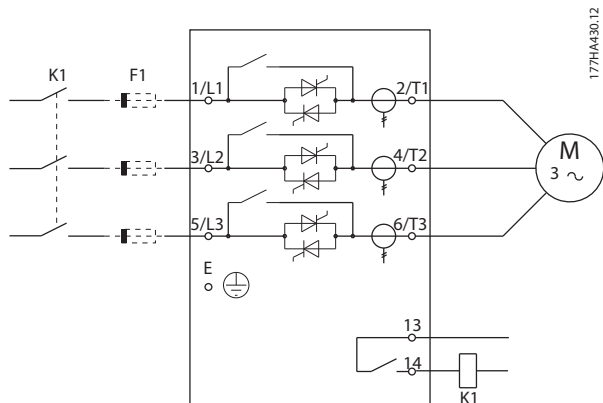 177HA430.12
K1
F1
1/L1
2/T1
3/L2
4/T2
M
3 ~
5/L3
6/T3
E
13
14
K1